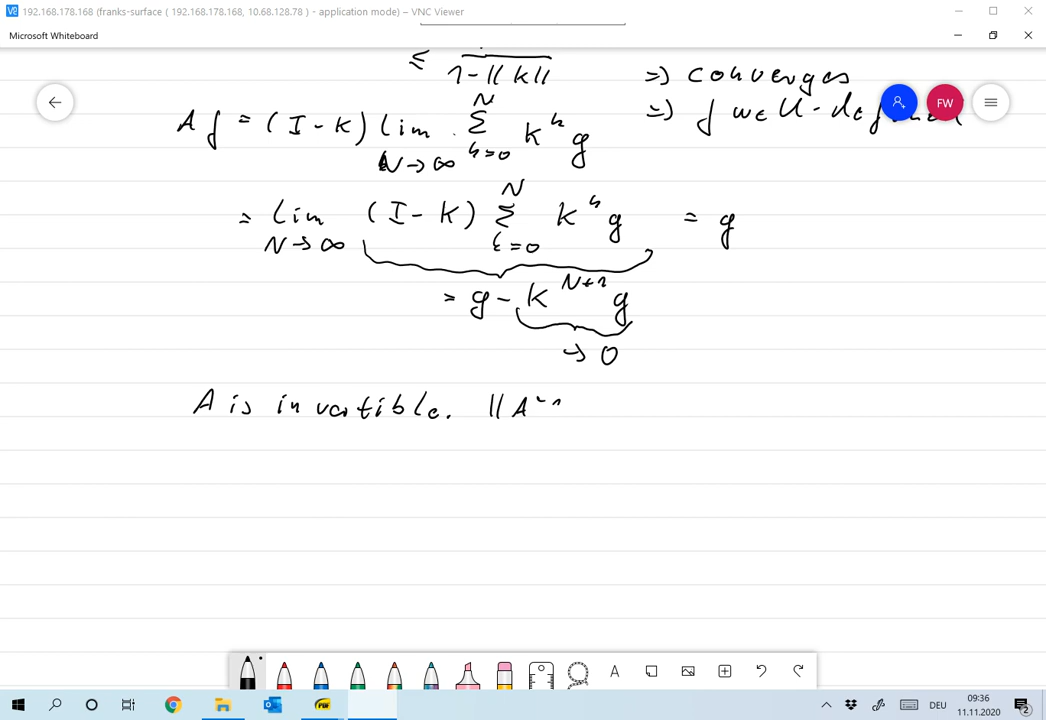 192.168.178.168 (franks-surface ( 192.168.178.168, 10.68.128.78 ) - application mode) – VNC Viewer
Microsoft Whiteboard
≤ 1-||K|| => converges
=> f well-defined
FW
A f = (I-K) lim N→∞ Σ n=0 N K^n g
= lim N→∞ (I-K) Σ n=0 N K^n g = g
= g - K^{N+1} g
→ 0
A is invertible. ||A^-1
A
DEU
09:36
11.11.2020
2